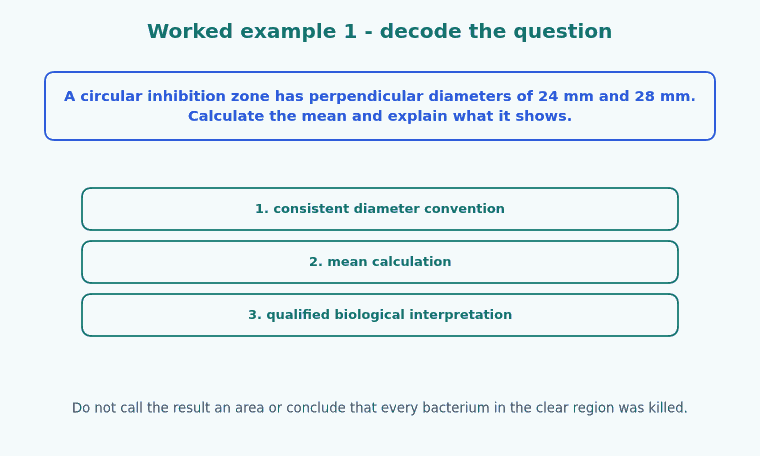 Worked example 1 - decode the question
A circular inhibition zone has perpendicular diameters of 24 mm and 28 mm.
Calculate the mean and explain what it shows.
1. consistent diameter convention
2. mean calculation
3. qualified biological interpretation
Do not call the result an area or conclude that every bacterium in the clear region was killed.